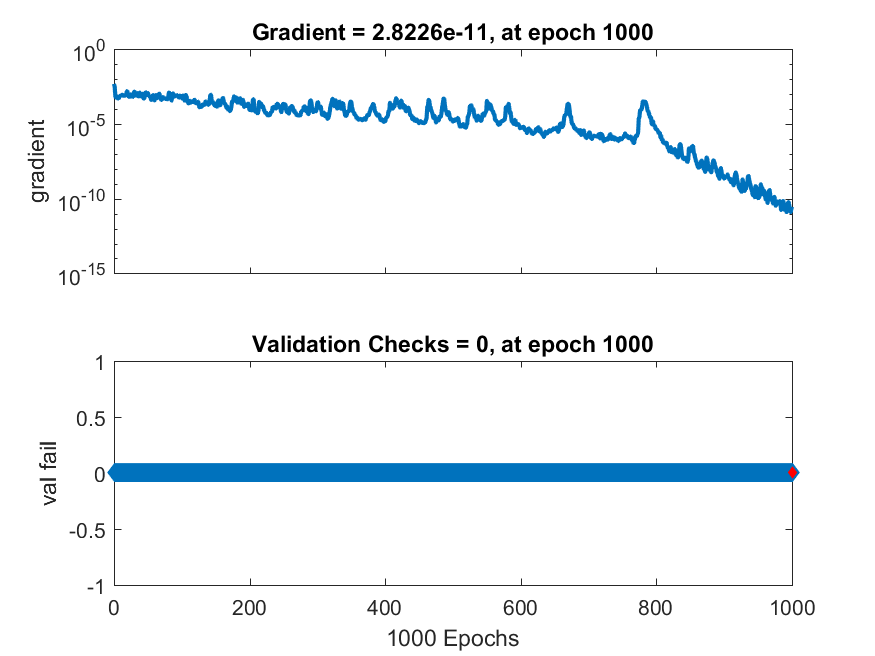 Gradient = 2.8226e-11, at epoch 1000
10^0
10^-5
10^-10
10^-15
gradient
Validation Checks = 0, at epoch 1000
1
0.5
0
-0.5
-1
val fail
0 200 400 600 800 1000
1000 Epochs